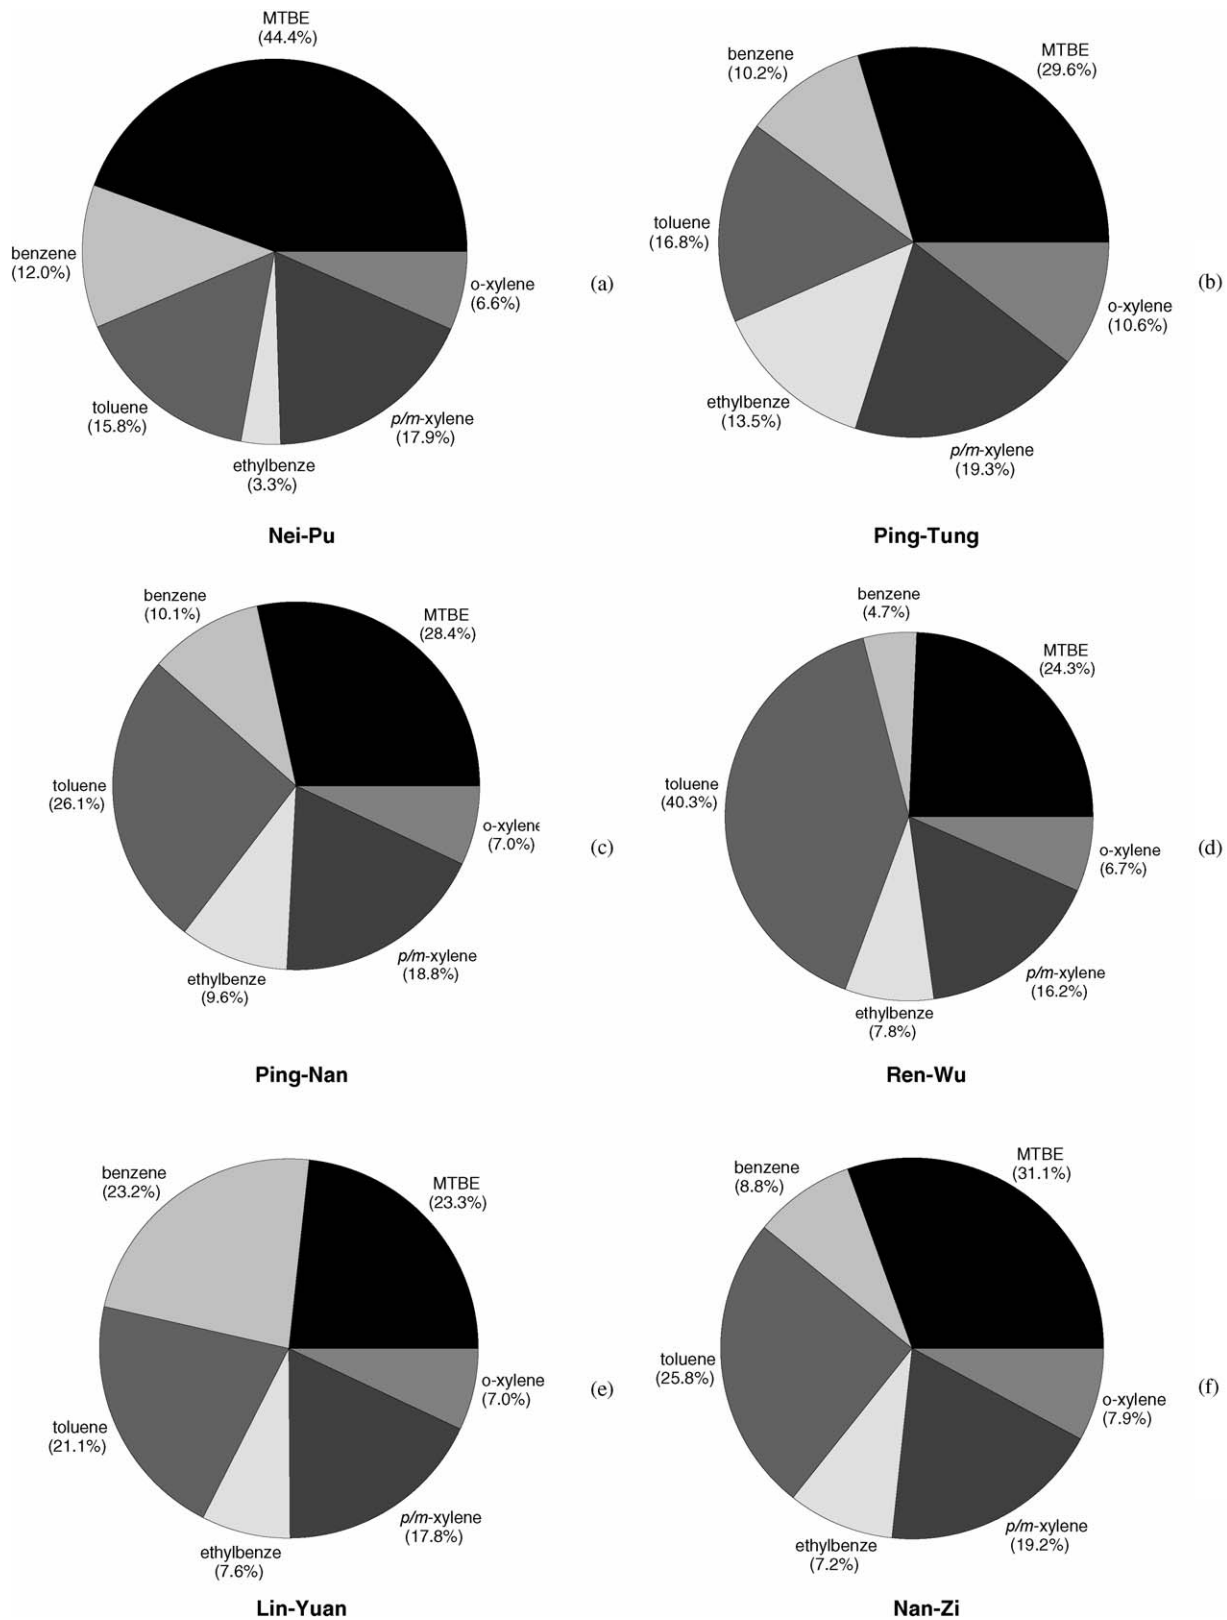 MTBE
(44.4%)
benzene
(12.0%)
toluene
(15.8%)
ethylbenze
(3.3%)
p/m-xylene
(17.9%)
o-xylene
(6.6%)
(a)
Nei-Pu
MTBE
(29.6%)
benzene
(10.2%)
toluene
(16.8%)
ethylbenze
(13.5%)
p/m-xylene
(19.3%)
o-xylene
(10.6%)
(b)
Ping-Tung
MTBE
(28.4%)
benzene
(10.1%)
toluene
(26.1%)
ethylbenze
(9.6%)
p/m-xylene
(18.8%)
o-xylene
(7.0%)
(c)
Ping-Nan
MTBE
(24.3%)
benzene
(4.7%)
toluene
(40.3%)
ethylbenze
(7.8%)
p/m-xylene
(16.2%)
o-xylene
(6.7%)
(d)
Ren-Wu
MTBE
(23.3%)
benzene
(23.2%)
toluene
(21.1%)
ethylbenze
(7.6%)
p/m-xylene
(17.8%)
o-xylene
(7.0%)
(e)
Lin-Yuan
MTBE
(31.1%)
benzene
(8.8%)
toluene
(25.8%)
ethylbenze
(7.2%)
p/m-xylene
(19.2%)
o-xylene
(7.9%)
(f)
Nan-Zi